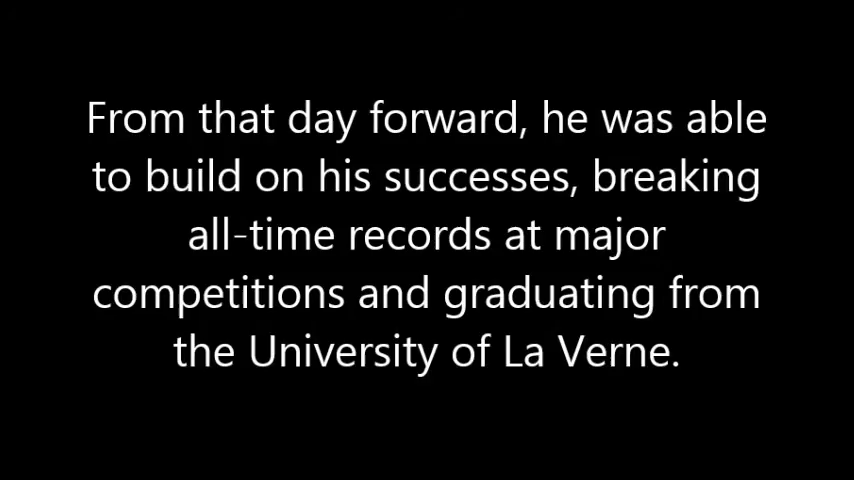 From that day forward, he was able
to build on his successes, breaking
all-time records at major
competitions and graduating from
the University of La Verne.